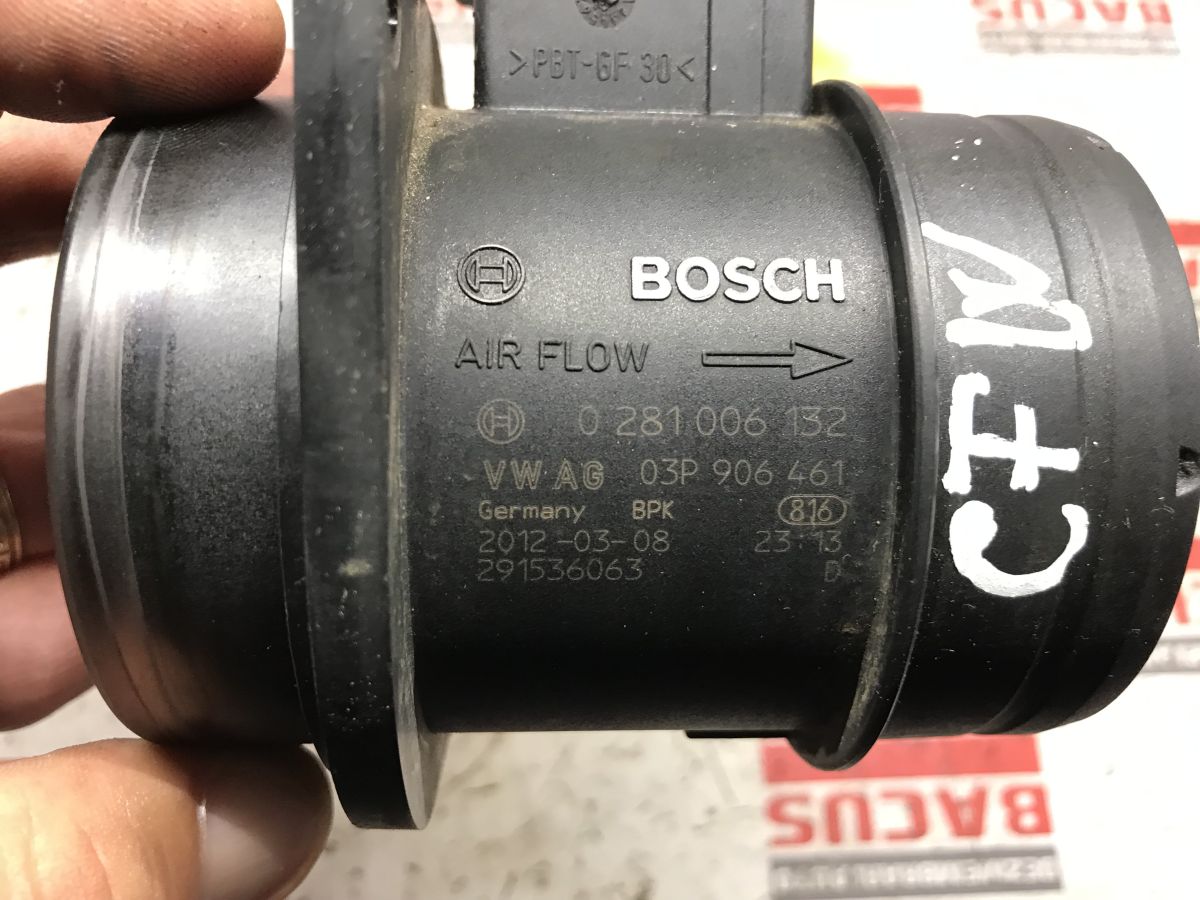 >PBT-GF 30<
BOSCH
AIR FLOW
0 281 006 132
VW AG 03P 906 461
Germany BPK 816
2012-03-08 23:13
291536063 D
CFW
BACUS
BACUS
BACUS